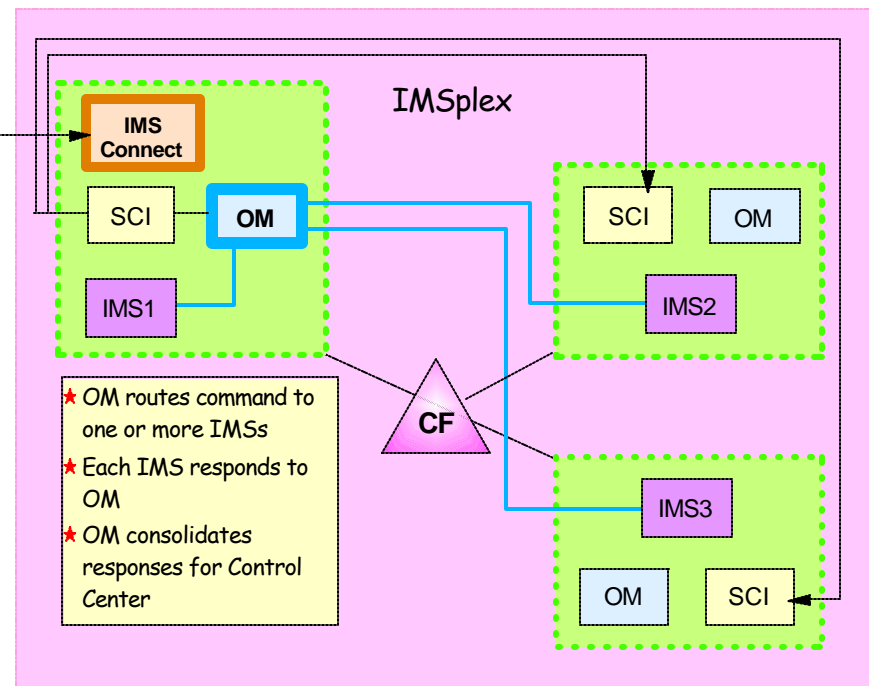 IMSplex
IMS
Connect
SCI
OM
IMS1
SCI
OM
IMS2
CF
OM routes command to
one or more IMSs
Each IMS responds to
OM
OM consolidates
responses for Control
Center
IMS3
OM
SCI